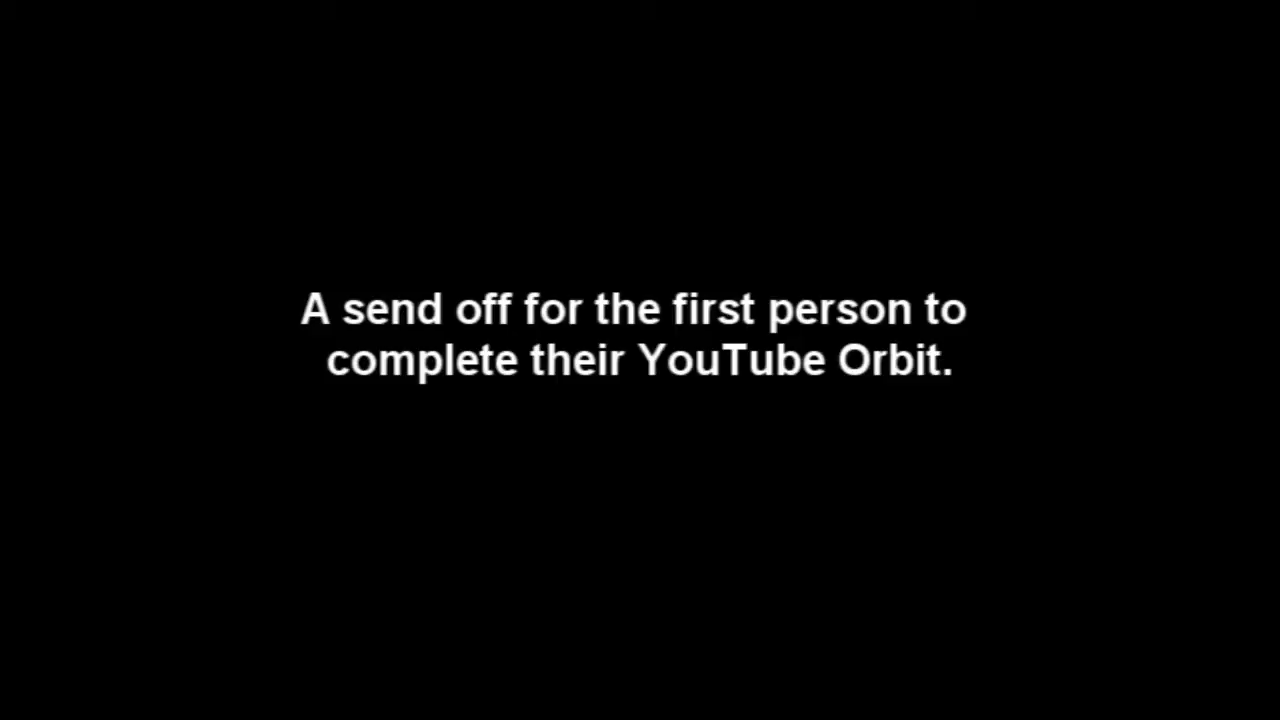 A send off for the first person to
complete their YouTube Orbit.